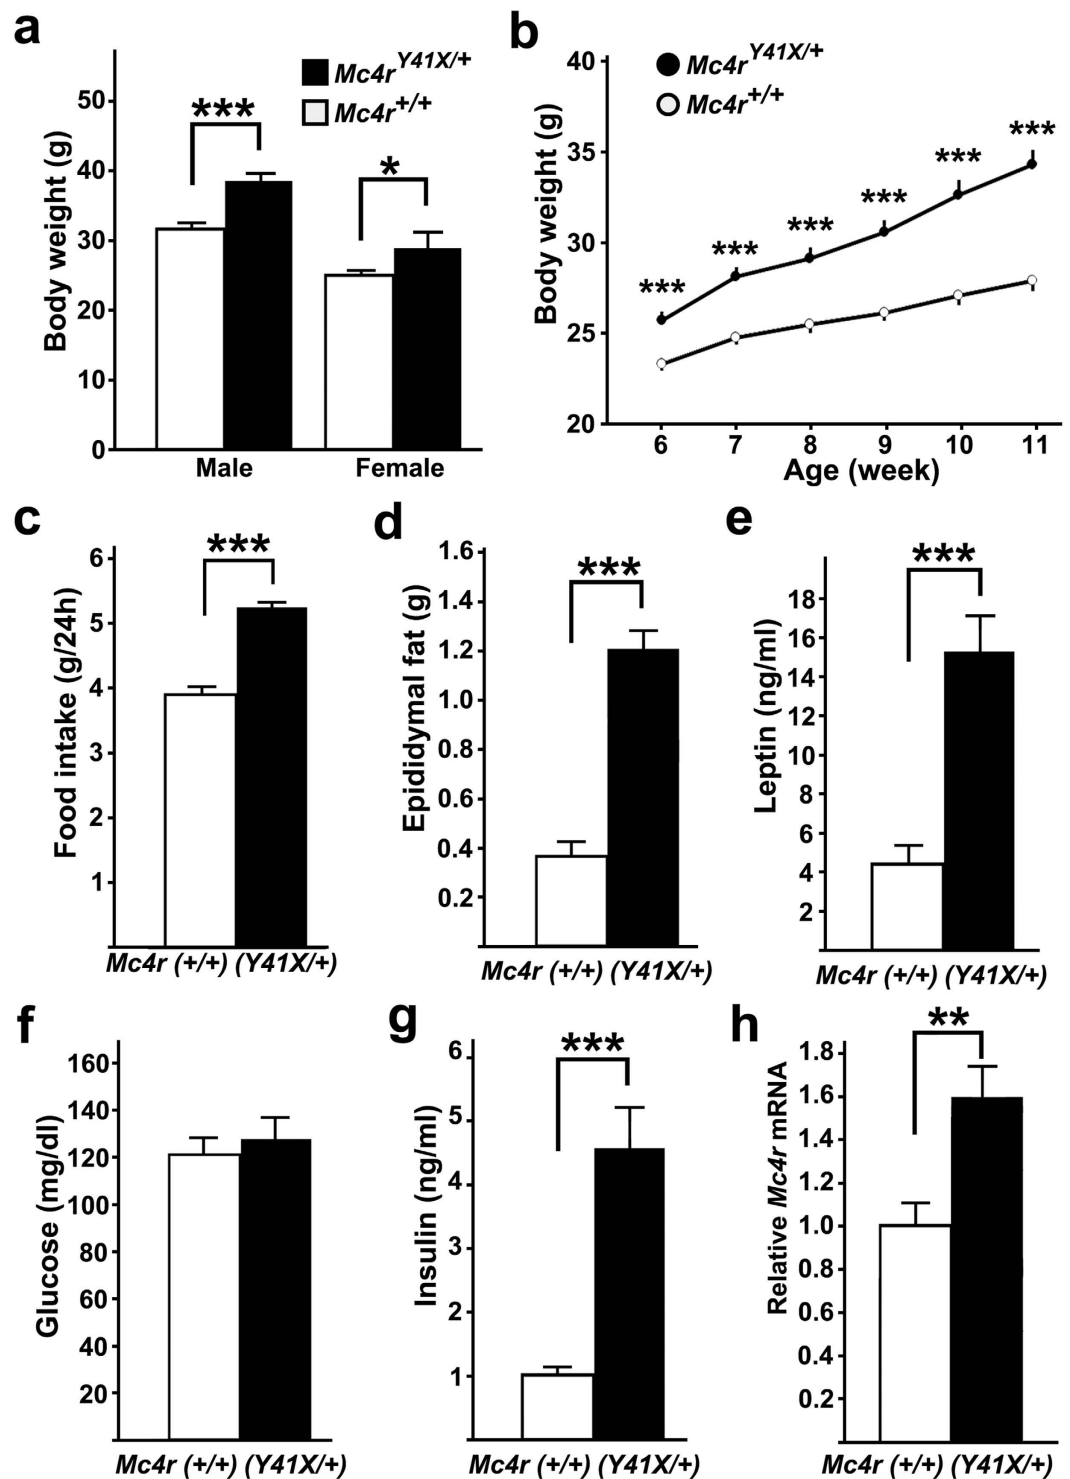 a
Mc4r^Y41X/+
Mc4r^+/+
***
*
Body weight (g)
50
40
30
20
10
0
Male Female
b
Mc4r^Y41X/+
Mc4r^+/+
*** *** *** *** *** ***
Body weight (g)
40
35
30
25
20
6 7 8 9 10 11
Age (week)
c
***
Food intake (g/24h)
6
5
4
3
2
1
Mc4r (+/+) (Y41X/+)
d
***
Epididymal fat (g)
1.6
1.4
1.2
1.0
0.8
0.6
0.4
0.2
Mc4r (+/+) (Y41X/+)
e
***
Leptin (ng/ml)
18
16
14
12
10
8
6
4
2
Mc4r (+/+) (Y41X/+)
f
Glucose (mg/dl)
160
140
120
100
80
60
40
20
Mc4r (+/+) (Y41X/+)
g
***
Insulin (ng/ml)
6
5
4
3
2
1
Mc4r (+/+) (Y41X/+)
h
**
Relative Mc4r mRNA
1.8
1.6
1.4
1.2
1.0
0.8
0.6
0.4
0.2
Mc4r (+/+) (Y41X/+)